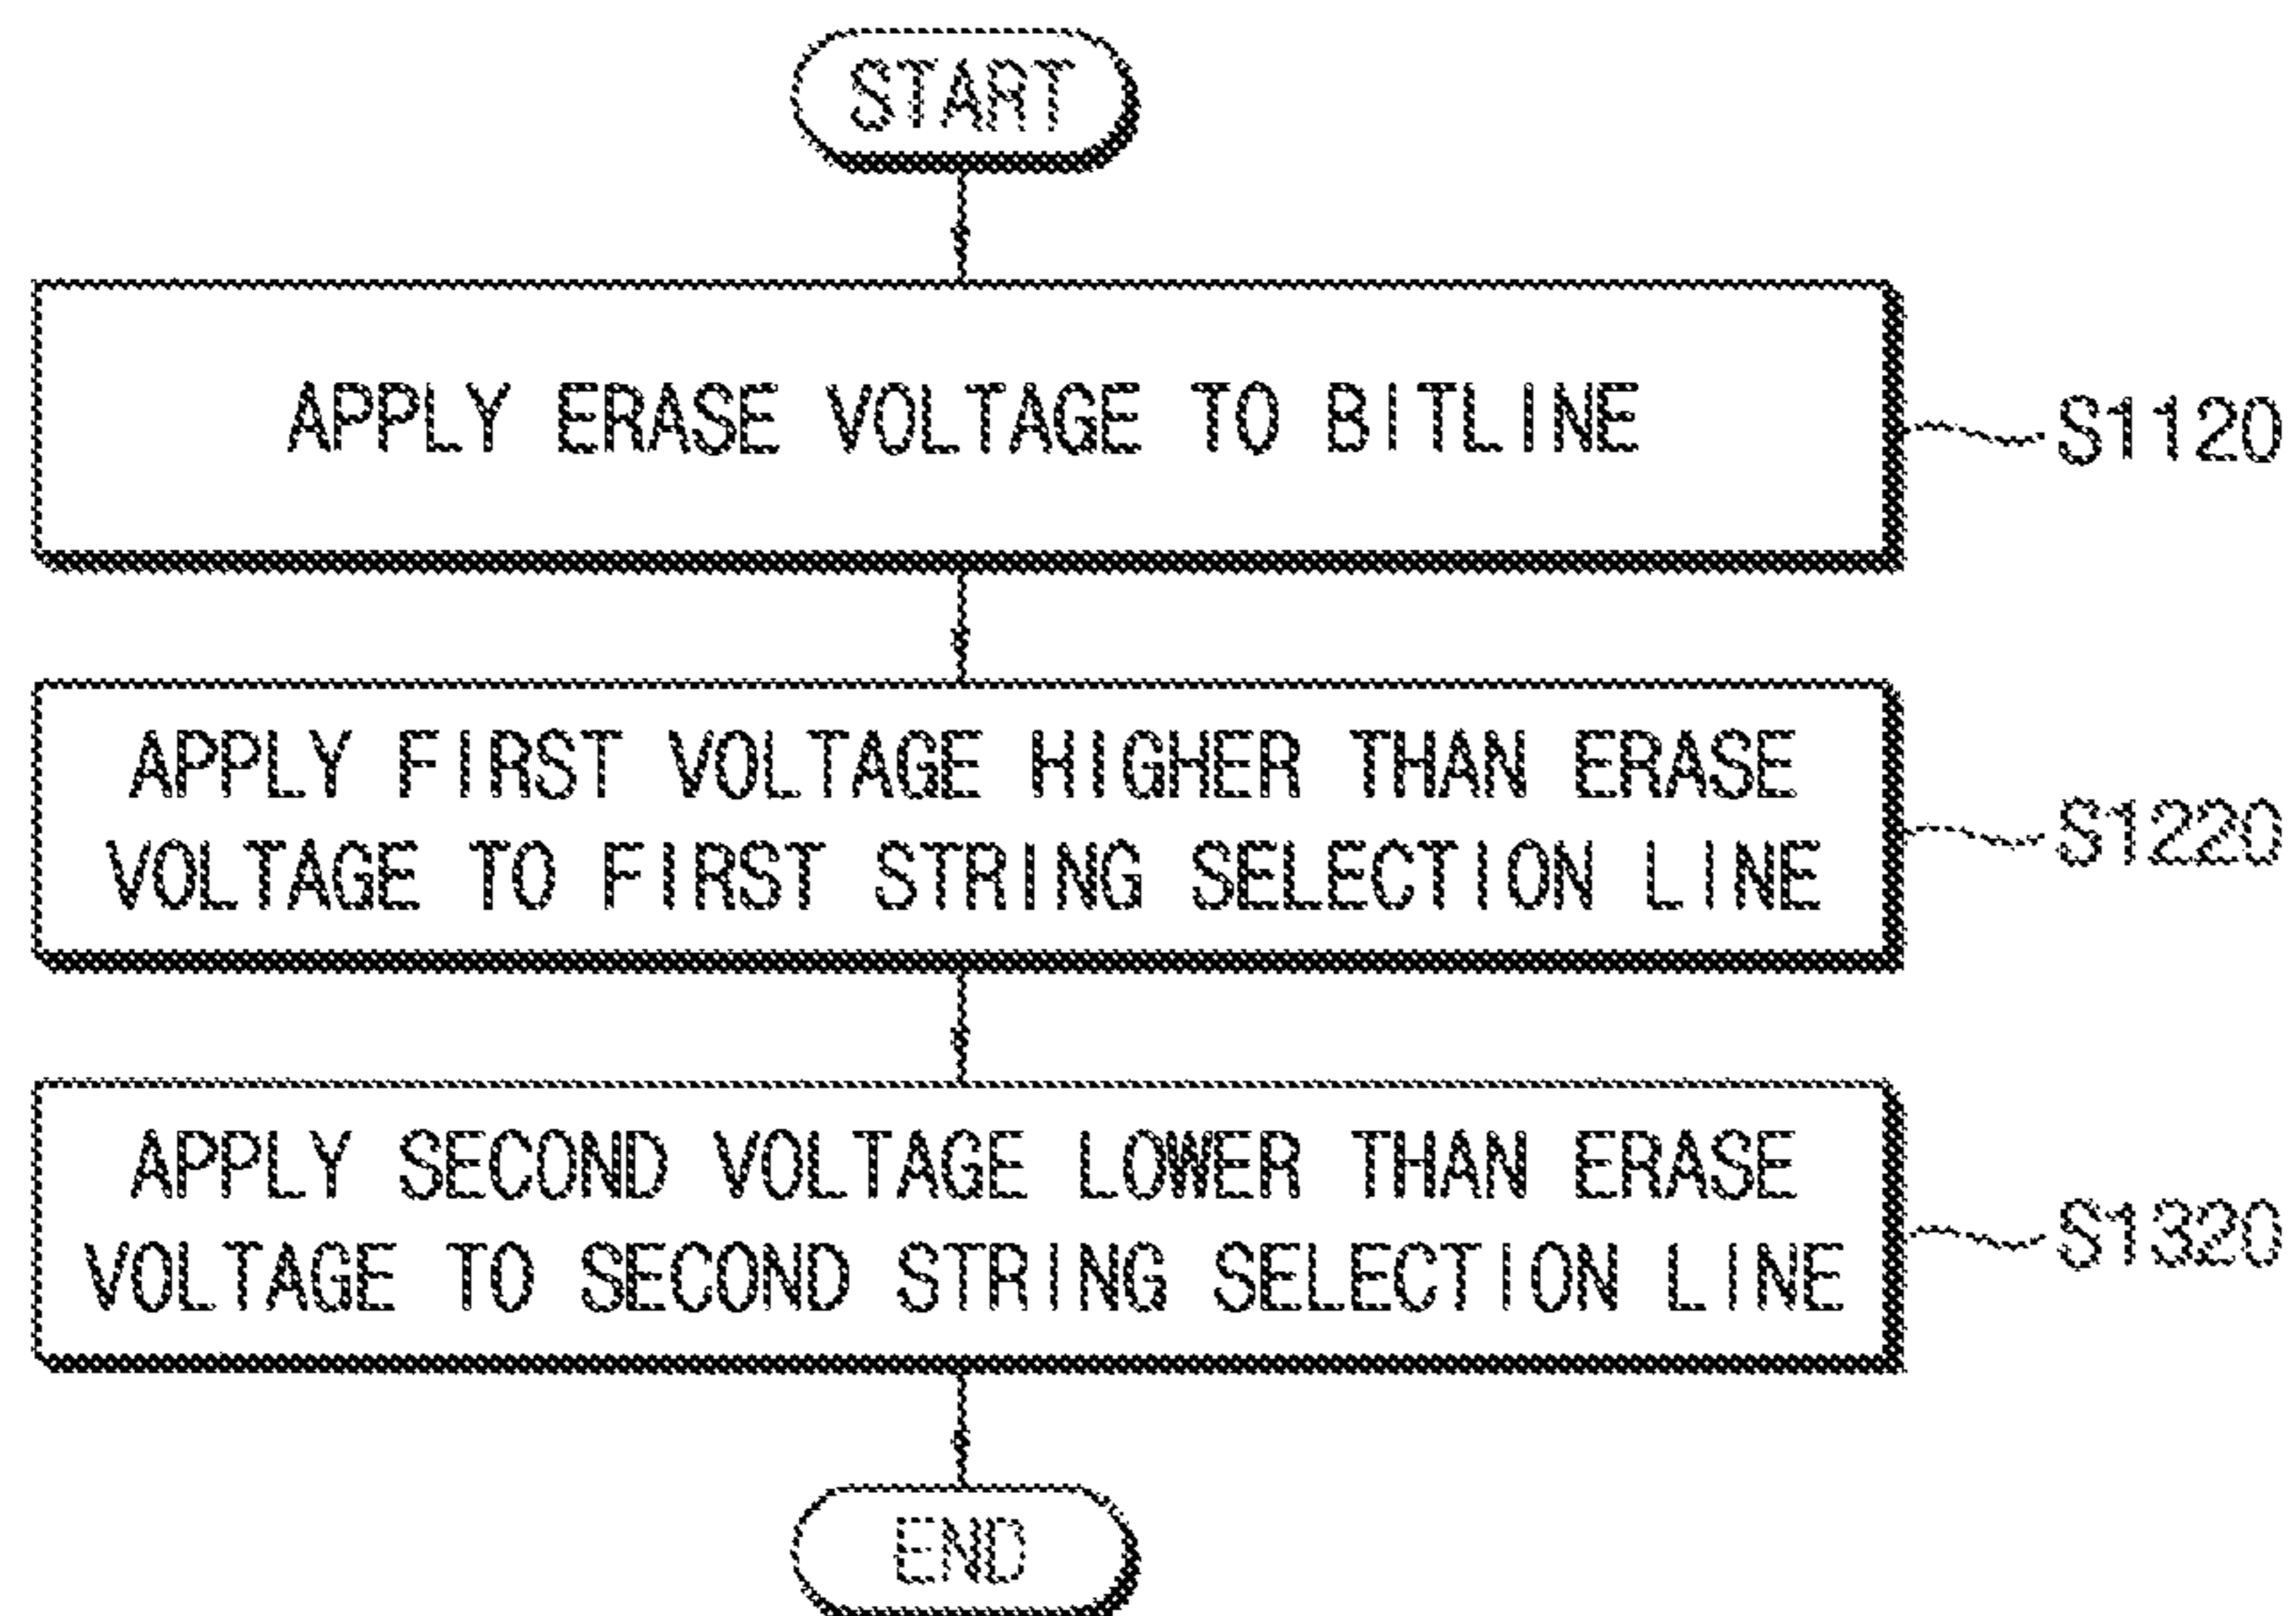 START
APPLY ERASE VOLTAGE TO BITLINE
S1120
APPLY FIRST VOLTAGE HIGHER THAN ERASE
VOLTAGE TO FIRST STRING SELECTION LINE
S1220
APPLY SECOND VOLTAGE LOWER THAN ERASE
VOLTAGE TO SECOND STRING SELECTION LINE
S1320
END